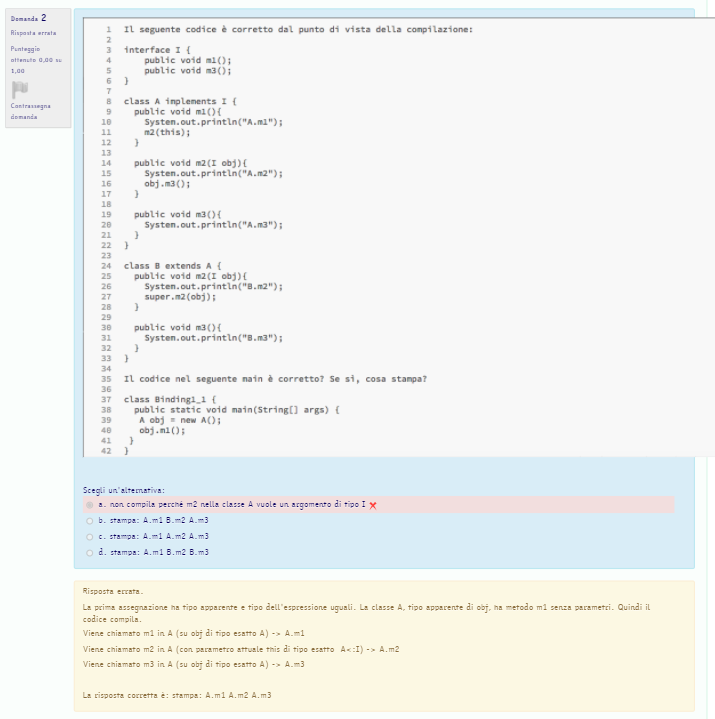 Domanda 2
Risposta errata
Punteggio
ottenuto 0,00 su
1,00
Contrassegna
domanda
1 Il seguente codice è corretto dal punto di vista della compilazione:
2
3 interface I {
4 public void m1();
5 public void m3();
6 }
7
8 class A implements I {
9 public void m1(){
10 System.out.println("A.m1");
11 m2(this);
12 }
13
14 public void m2(I obj){
15 System.out.println("A.m2");
16 obj.m3();
17 }
18
19 public void m3(){
20 System.out.println("A.m3");
21 }
22 }
23
24 class B extends A {
25 public void m2(I obj){
26 System.out.println("B.m2");
27 super.m2(obj);
28 }
29
30 public void m3(){
31 System.out.println("B.m3");
32 }
33 }
34
35 Il codice nel seguente main è corretto? Se sì, cosa stampa?
36
37 class Binding1_1 {
38 public static void main(String[] args) {
39 A obj = new A();
40 obj.m1();
41 }
42 }
Scegli un'alternativa:
a. non compila perché m2 nella classe A vuole un argomento di tipo I
b. stampa: A.m1 B.m2 A.m3
c. stampa: A.m1 A.m2 A.m3
d. stampa: A.m1 B.m2 B.m3
Risposta errata.
La prima assegnazione ha tipo apparente e tipo dell'espressione uguali. La classe A, tipo apparente di obj, ha metodo m1 senza parametri. Quindi il
codice compila.
Viene chiamato m1 in A (su obj di tipo esatto A) -> A.m1
Viene chiamato m2 in A (con parametro attuale this di tipo esatto A<:I) -> A.m2
Viene chiamato m3 in A (su obj di tipo esatto A) -> A.m3
La risposta corretta è: stampa: A.m1 A.m2 A.m3